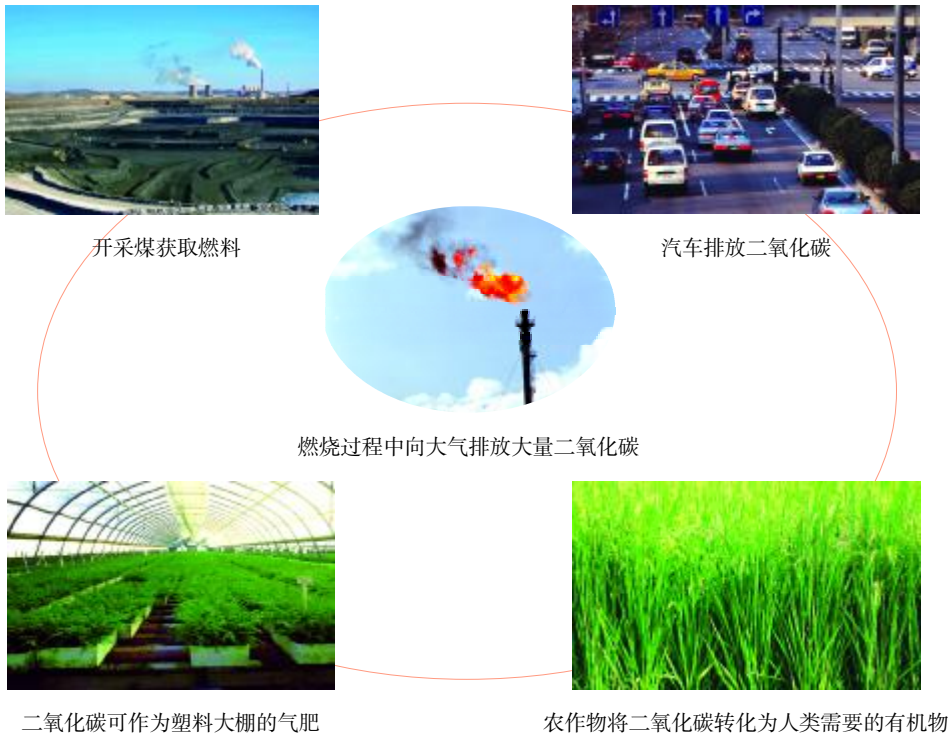 开采煤获取燃料
汽车排放二氧化碳
燃烧过程中向大气排放大量二氧化碳
二氧化碳可作为塑料大棚的气肥
农作物将二氧化碳转化为人类需要的有机物